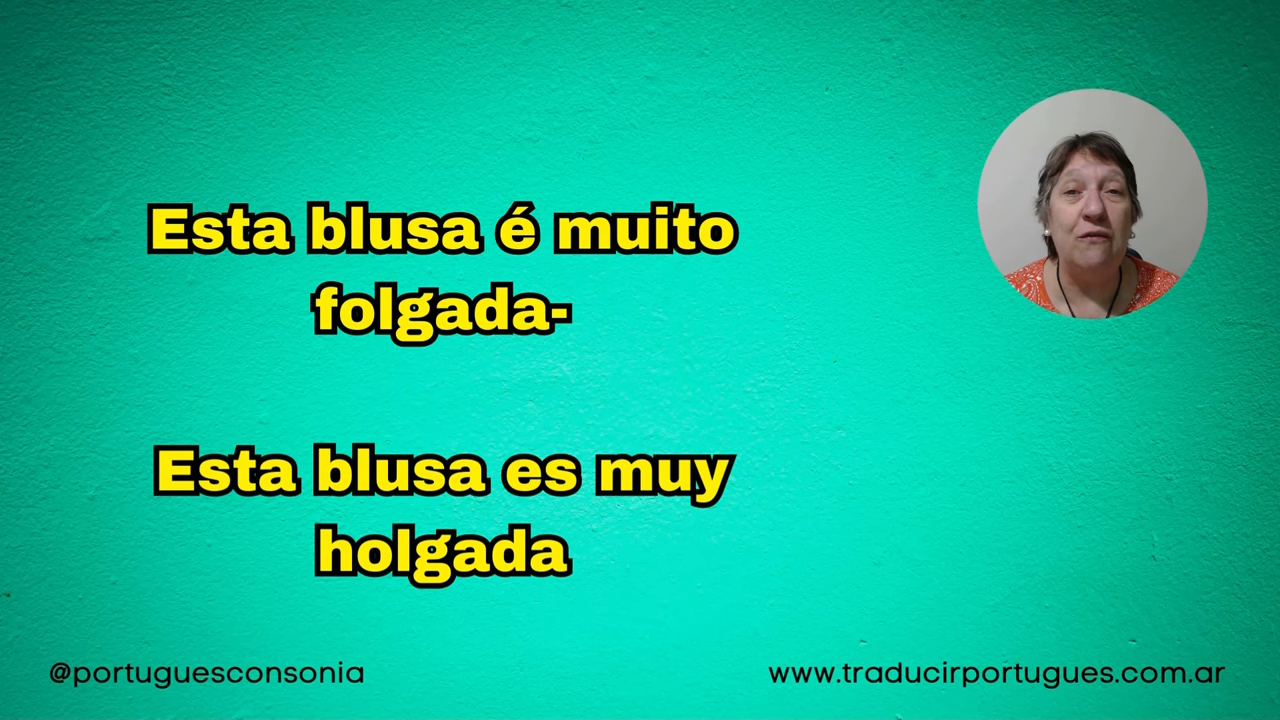 Esta blusa é muito
folgada-
Esta blusa es muy
holgada
@portuguesconsonia
www.traducirportugues.com.ar